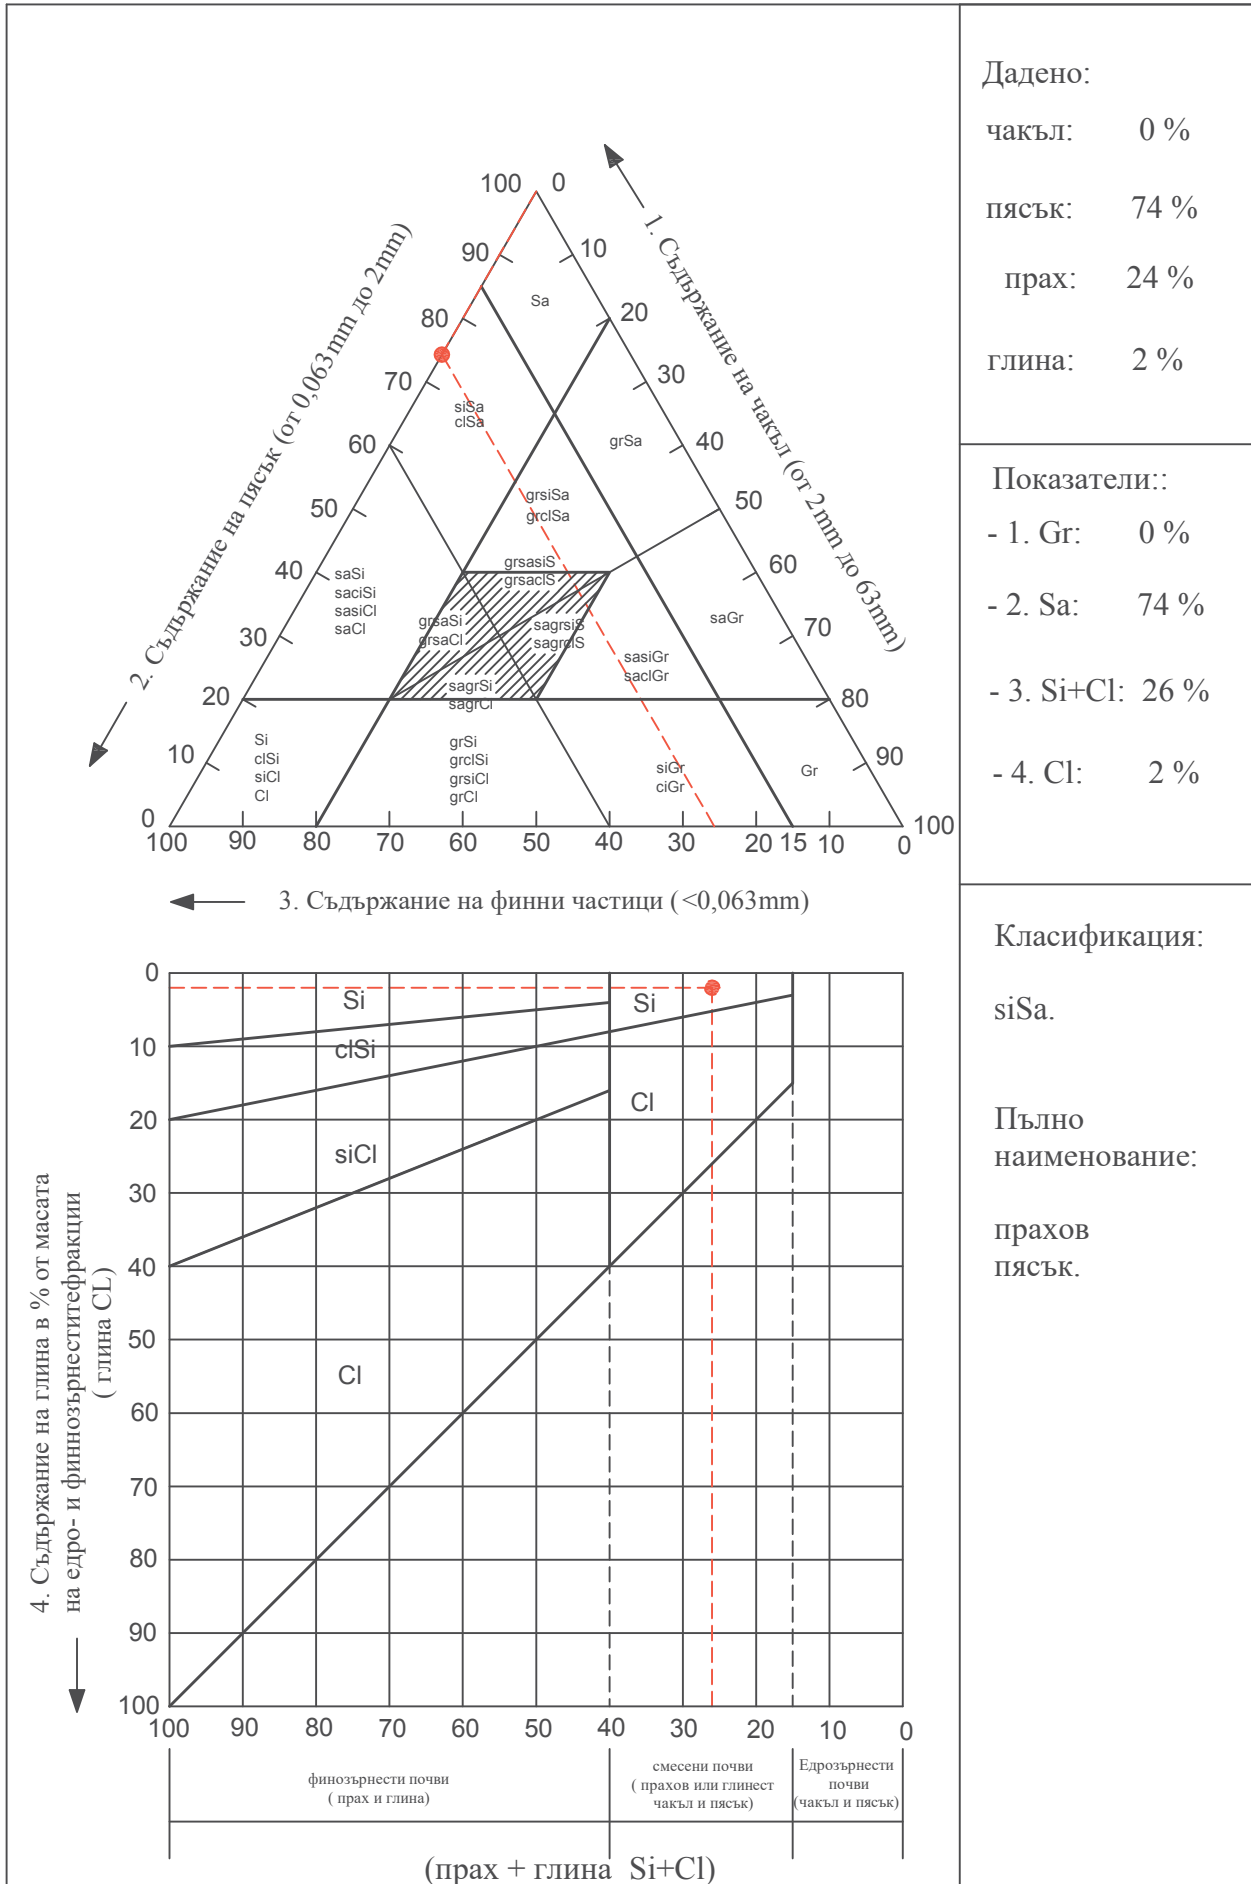 Дадено:
чакъл: 0 %
пясък: 74 %
прах: 24 %
глина: 2 %
Показатели::
- 1. Gr: 0 %
- 2. Sa: 74 %
- 3. Si+Cl: 26 %
- 4. Cl: 2 %
Класификация:
siSa.
Пълно
наименование:
прахов
пясък.
1. Съдържание на чакъл (от 2mm до 63mm)
2. Съдържание на пясък (от 0,063mm до 2mm)
100 0
90 10
80 20
70 30
60 40
50 50
40 60
30 70
20 80
10 90
0 100
Sa
siSa
clSa
grSa
grsiSa
grclSa
grsasiS
grsaclS
saSi
saciSi
sasiCl
saCl
grsaSi
grsaCl
sagrsiS
sagrclS
saGr
sasiGr
saclGr
sagrSi
sagrCl
Si
clSi
siCl
Cl
grSi
grclSi
grsiCl
grCl
siGr
ciGr
Gr
100 90 80 70 60 50 40 30 20 15 10 0
3. Съдържание на финни частици (<0,063mm)
0
10
20
30
40
50
60
70
80
90
100
Si
Si
clSi
Cl
siCl
Cl
4. Съдържание на глина в % от масата
на едро- и финнозърнеститефракции
( глина CL)
100 90 80 70 60 50 40 30 20 10 0
финозърнести почви
( прах и глина)
смесени почви
( прахов или глинест
чакъл и пясък)
Едрозърнести
почви
(чакъл и пясък)
(прах + глина Si+Cl)